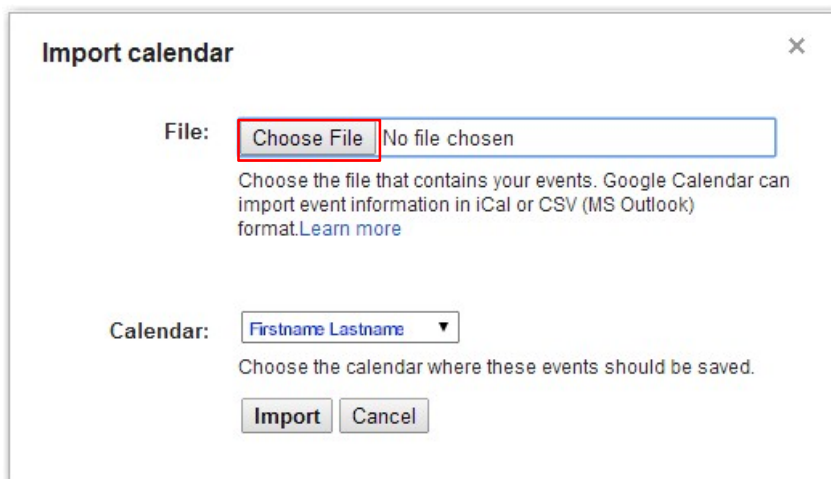 Import calendar ×
File: Choose File No file chosen
Choose the file that contains your events. Google Calendar can
import event information in iCal or CSV (MS Outlook)
format.Learn more
Calendar: Firstname Lastname ▼
Choose the calendar where these events should be saved.
Import Cancel